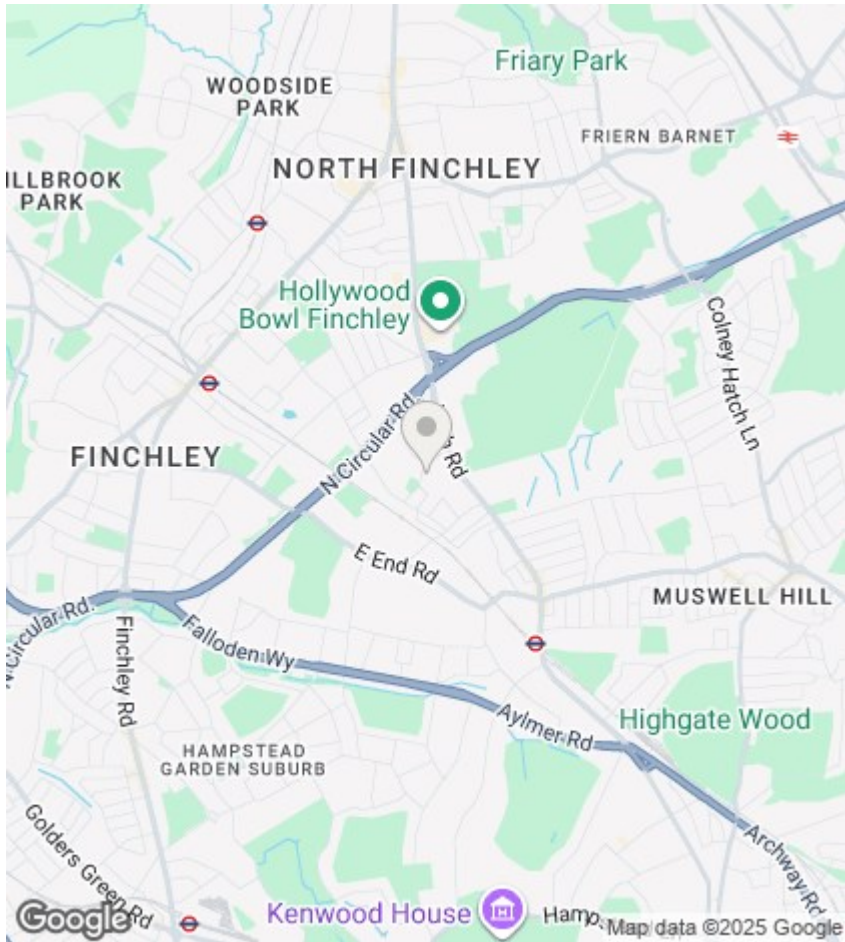 Friary Park
WOODSIDE
PARK
FRIERN BARNET
NORTH FINCHLEY
ILLBROOK
PARK
Hollywood
Bowl Finchley
Colney Hatch Ln
N Circular Rd
h Rd
FINCHLEY
E End Rd
MUSWELL HILL
N Circular Rd.
Finchley Rd
Falloden Wy
Aylmer Rd
Highgate Wood
HAMPSTEAD
GARDEN SUBURB
Golders Green Rd
Archway Rd
Kenwood House
Hamps
Google
Map data ©2025 Google